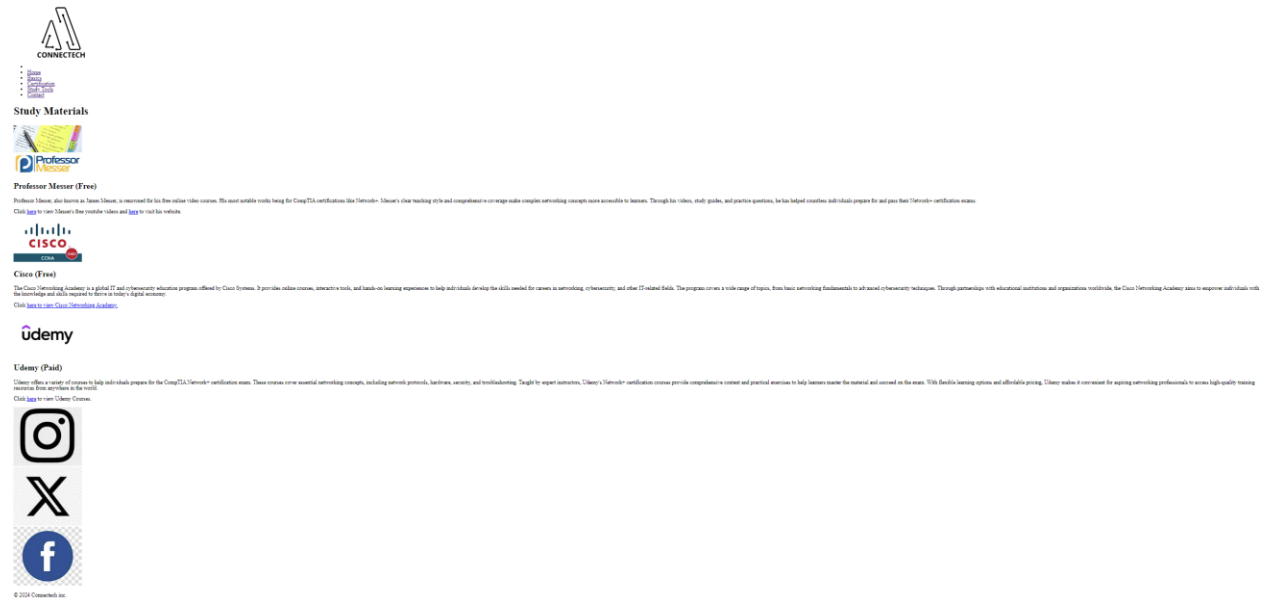 CONNECTECH
Home
Basics
Certification
Study Tools
Contact
Study Materials
Professor
Messer
Professor Messer (Free)
Professor Messer, also known as James Messer, is renowned for his free online video courses. His most notable works being for CompTIA certifications like Network+. Messer's clear teaching style and comprehensive coverage make complex networking concepts more accessible to learners. Through his videos, study guides, and practice questions, he has helped countless individuals prepare for and pass their Network+ certification exams.
Click here to view Messer's free youtube videos and here to visit his website.
CISCO
CCNA
Cisco (Free)
The Cisco Networking Academy is a global IT and cybersecurity education program offered by Cisco Systems. It provides online courses, interactive tools, and hands-on learning experiences to help individuals develop the skills needed for careers in networking, cybersecurity, and other IT-related fields. The program covers a wide range of topics, from basic networking fundamentals to advanced cybersecurity techniques. Through partnerships with educational institutions and organizations worldwide, the Cisco Networking Academy aims to empower individuals with
the knowledge and skills required to thrive in today's digital economy.
Click here to view Cisco Networking Academy.
ûdemy
Udemy (Paid)
Udemy offers a variety of courses to help individuals prepare for the CompTIA Network+ certification exam. These courses cover essential networking concepts, including network protocols, hardware, security, and troubleshooting. Taught by expert instructors, Udemy's Network+ certification courses provide comprehensive content and practical exercises to help learners master the material and succeed on the exam. With flexible learning options and affordable pricing, Udemy makes it convenient for aspiring networking professionals to access high-quality training
resources from anywhere in the world.
Click here to view Udemy Courses.
© 2024 Connectech inc.